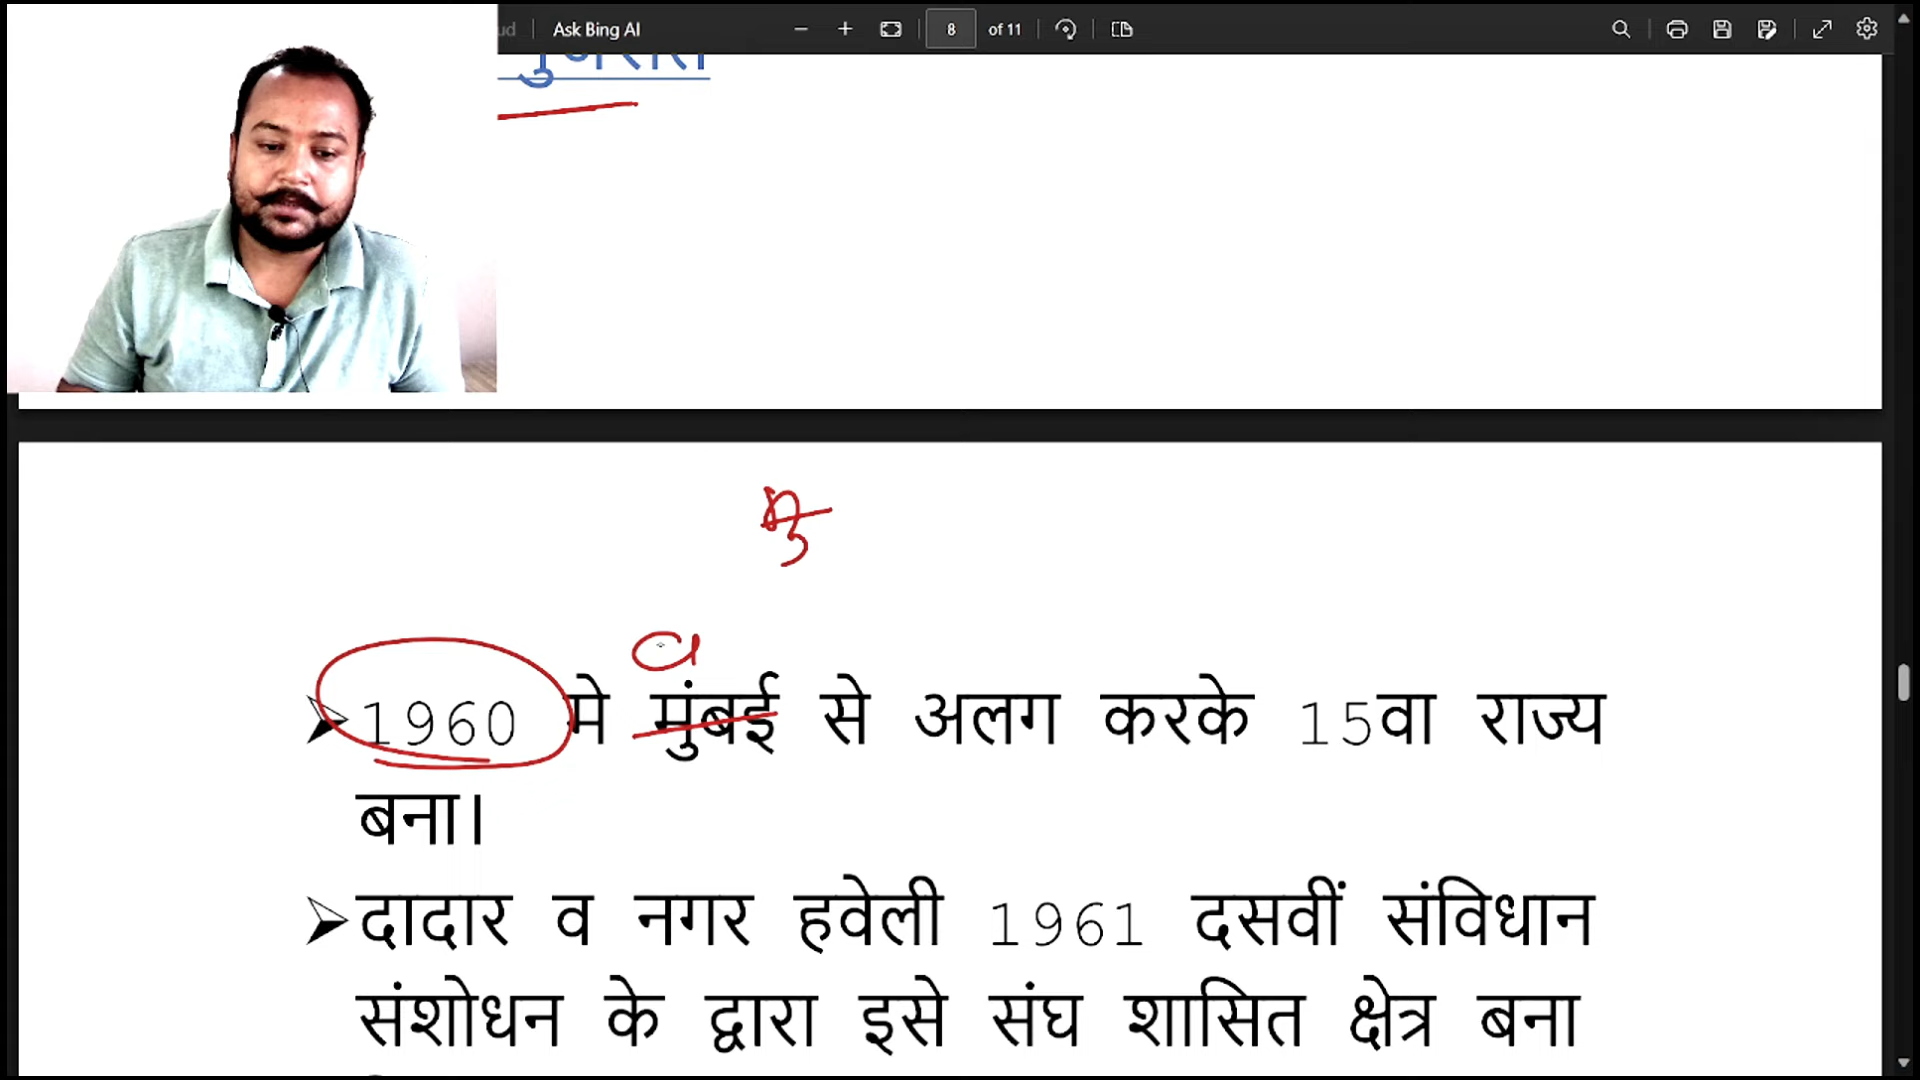 Ask Bing AI
8 of 11
1960 मे मुंबई से अलग करके 15वा राज्य
बना।
दादार व नगर हवेली 1961 दसवीं संविधान
संशोधन के द्वारा इसे संघ शासित क्षेत्र बना